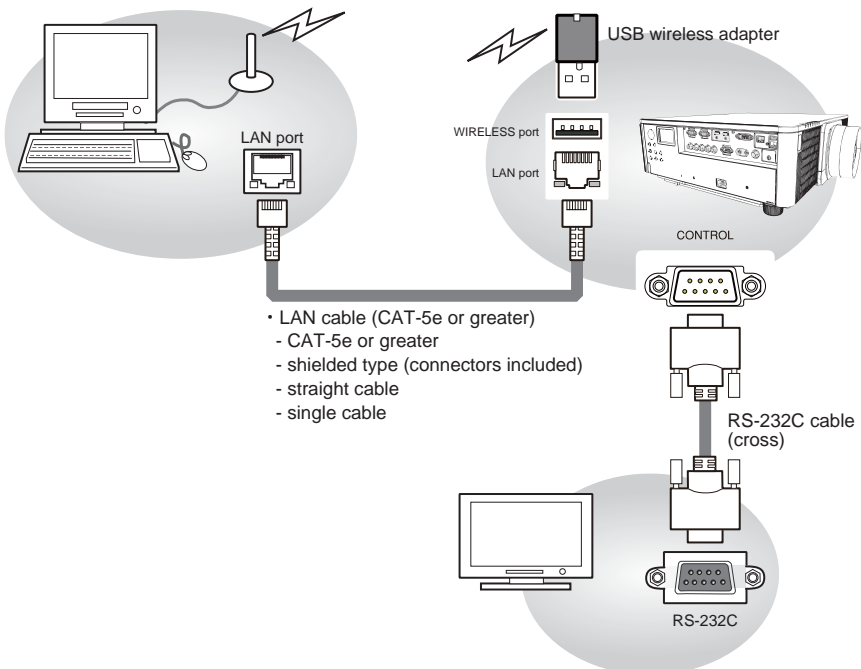 USB wireless adapter
LAN port
WIRELESS port
LAN port
CONTROL
・LAN cable (CAT-5e or greater)
- CAT-5e or greater
- shielded type (connectors included)
- straight cable
- single cable
RS-232C cable
(cross)
RS-232C